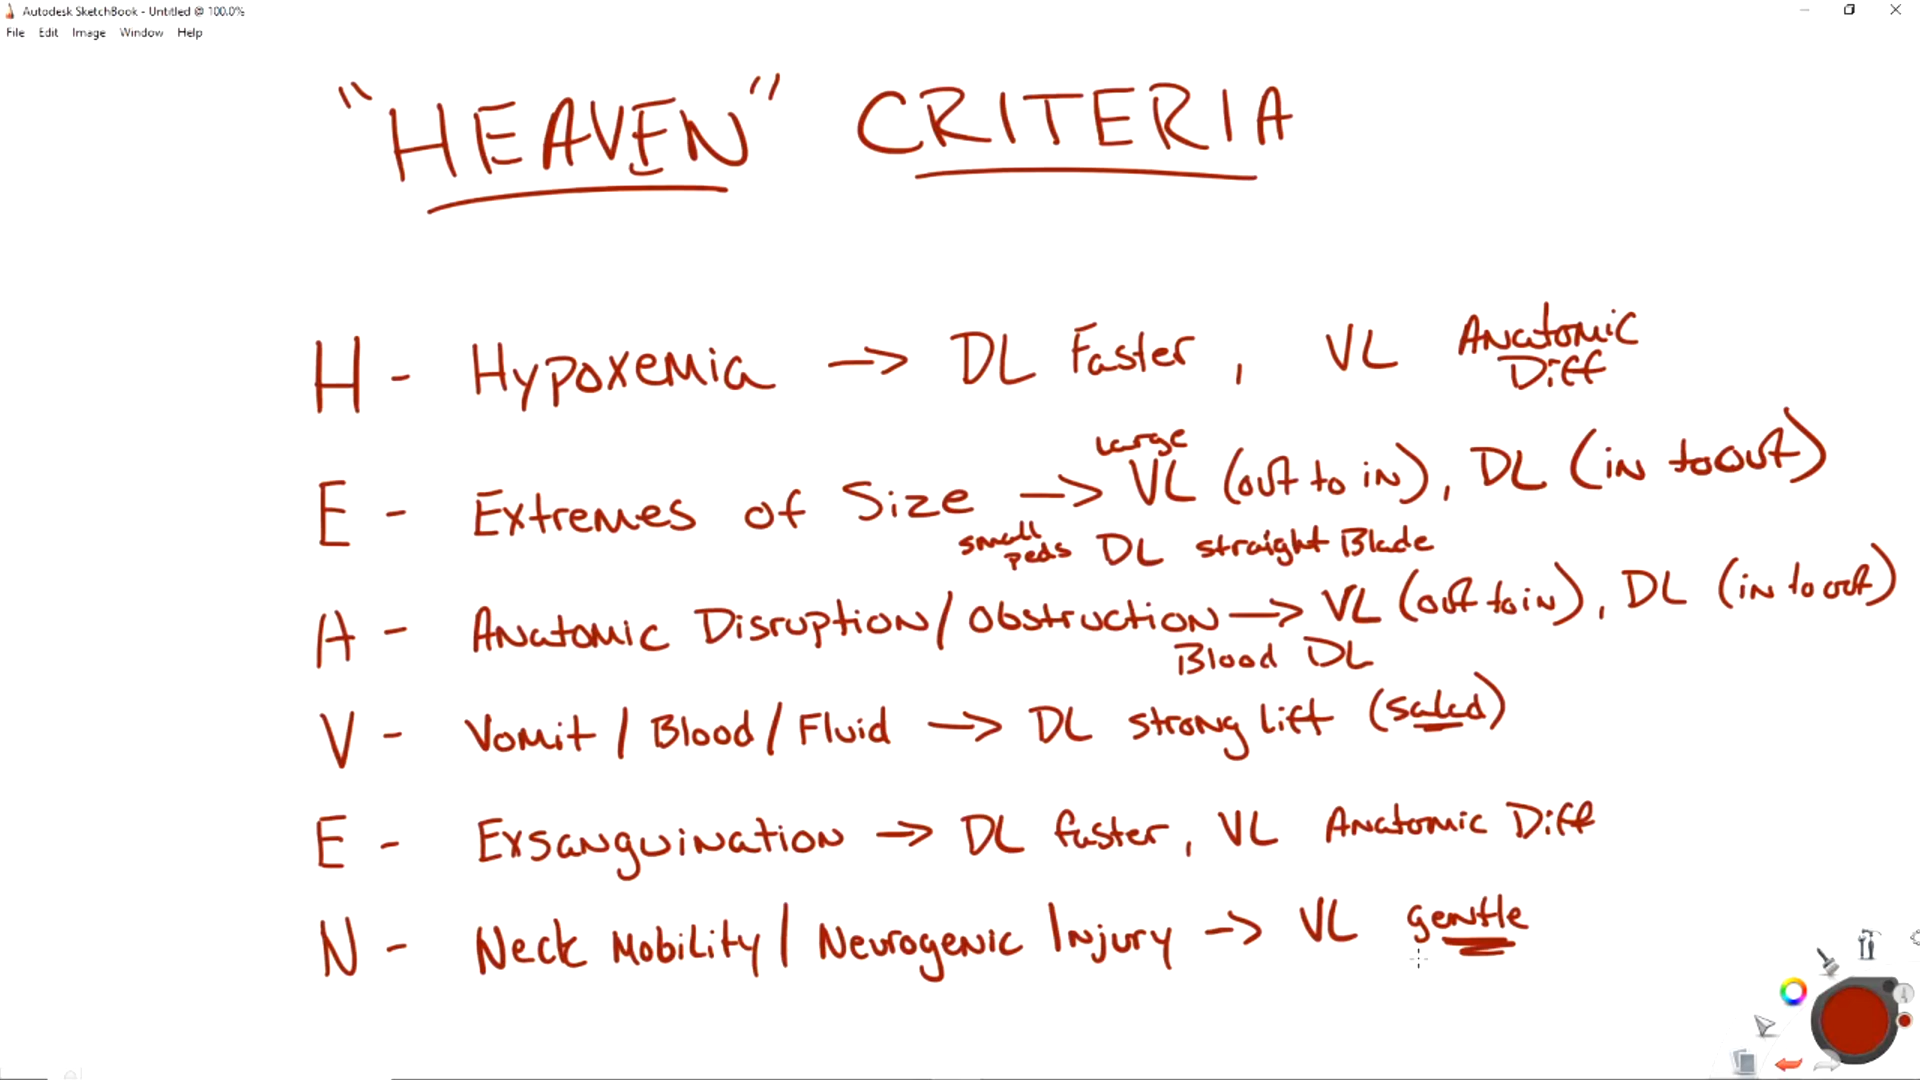 Autodesk SketchBook - Untitled @ 100.0%
File Edit Image Window Help
"HEAVEN" CRITERIA
H - Hypoxemia → DL Faster, VL Anatomic Diff
E - Extremes of Size → large VL (out to in), DL (in to out)
small peds DL straight Blade
A - Anatomic Disruption/Obstruction → VL (out to in), DL (in to out)
Blood DL
V - Vomit / Blood / Fluid → DL strong lift (salad)
E - Exsanguination → DL faster, VL Anatomic Diff
N - Neck Mobility / Neurogenic Injury → VL gentle